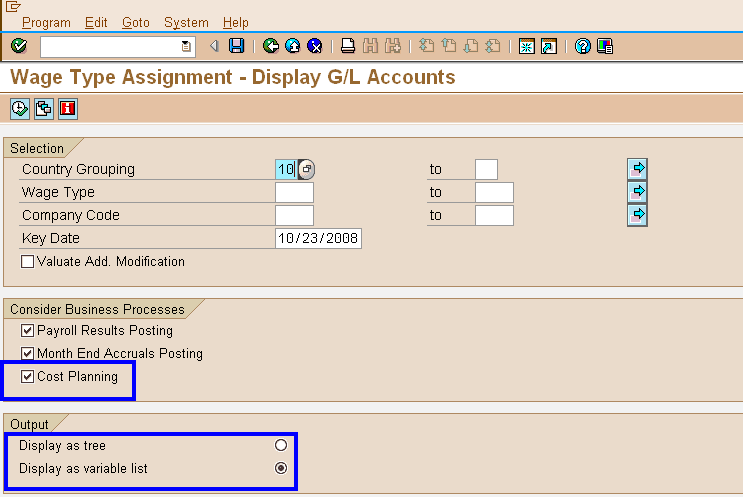 Program Edit Goto System Help
Wage Type Assignment - Display G/L Accounts
Selection
Country Grouping 10 to
Wage Type to
Company Code to
Key Date 10/23/2008
Valuate Add. Modification
Consider Business Processes
Payroll Results Posting
Month End Accruals Posting
Cost Planning
Output
Display as tree
Display as variable list